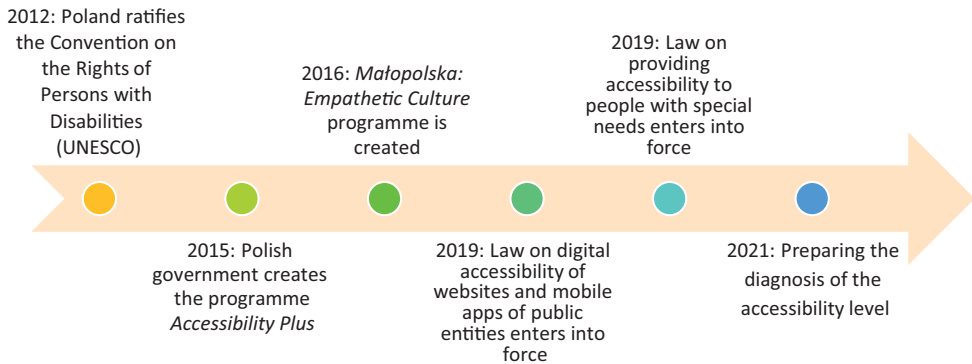 2012: Poland ratifies
the Convention on
the Rights of
Persons with
Disabilities
(UNESCO)
2015: Polish
government creates
the programme
Accessibility Plus
2016: Małopolska:
Empathetic Culture
programme is
created
2019: Law on digital
accessibility of
websites and mobile
apps of public
entities enters into
force
2019: Law on
providing
accessibility to
people with special
needs enters into
force
2021: Preparing the
diagnosis of the
accessibility level